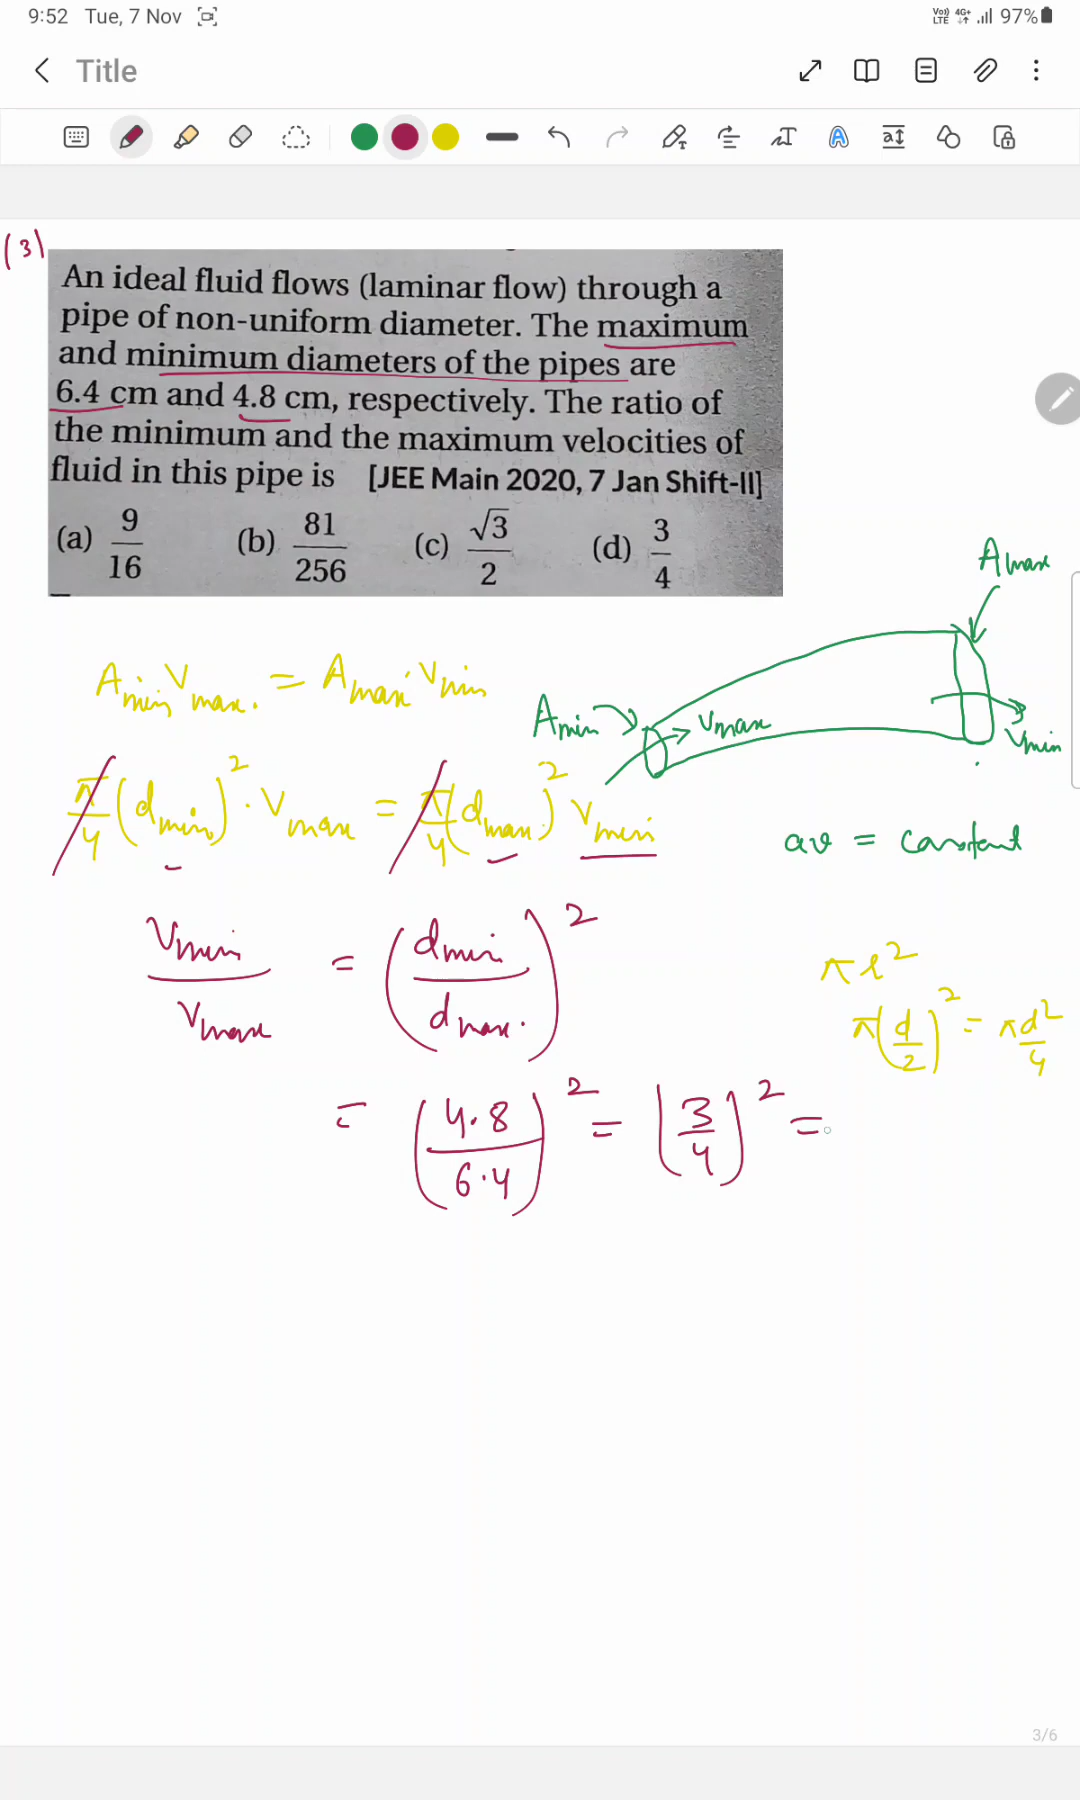 9:52 Tue, 7 Nov
Vo) LTE 4G+ 97%
Title
(3)
An ideal fluid flows (laminar flow) through a
pipe of non-uniform diameter. The maximum
and minimum diameters of the pipes are
6.4 cm and 4.8 cm, respectively. The ratio of
the minimum and the maximum velocities of
fluid in this pipe is [JEE Main 2020, 7 Jan Shift-II]
(a) 9/16 (b) 81/256 (c) √3/2 (d) 3/4
Amax
Amin Vmax. = Amax. Vmin
Amin Vmax Vmin
π/4 (dmin)² · Vmax = π/4 (dmax.)² Vmin
av = constant
Vmin/Vmax = (dmin/dmax.)²
πr²
π(d/2)² = πd²/4
= (4.8/6.4)² = (3/4)² =
3/6